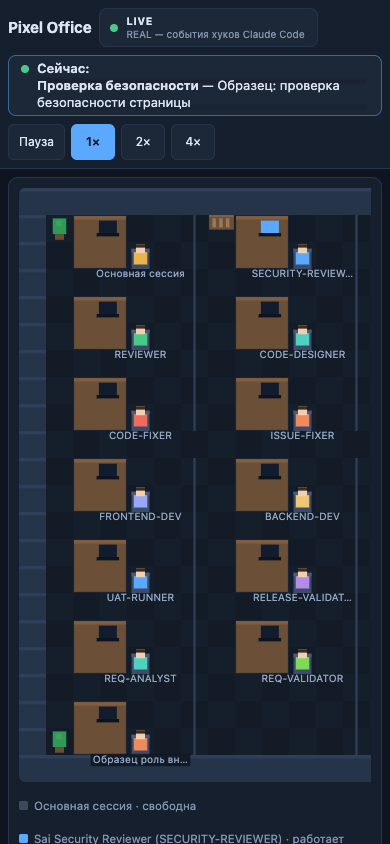 Pixel Office
LIVE
REAL — события хуков Claude Code
Сейчас:
Проверка безопасности — Образец: проверка
безопасности страницы
Пауза 1× 2× 4×
Основная сессия SECURITY-REVIEW…
REVIEWER CODE-DESIGNER
CODE-FIXER ISSUE-FIXER
FRONTEND-DEV BACKEND-DEV
UAT-RUNNER RELEASE-VALIDAT…
REQ-ANALYST REQ-VALIDATOR
Образец роль вн…
Основная сессия · свободна
Sai Security Reviewer (SECURITY-REVIEWER) · работает